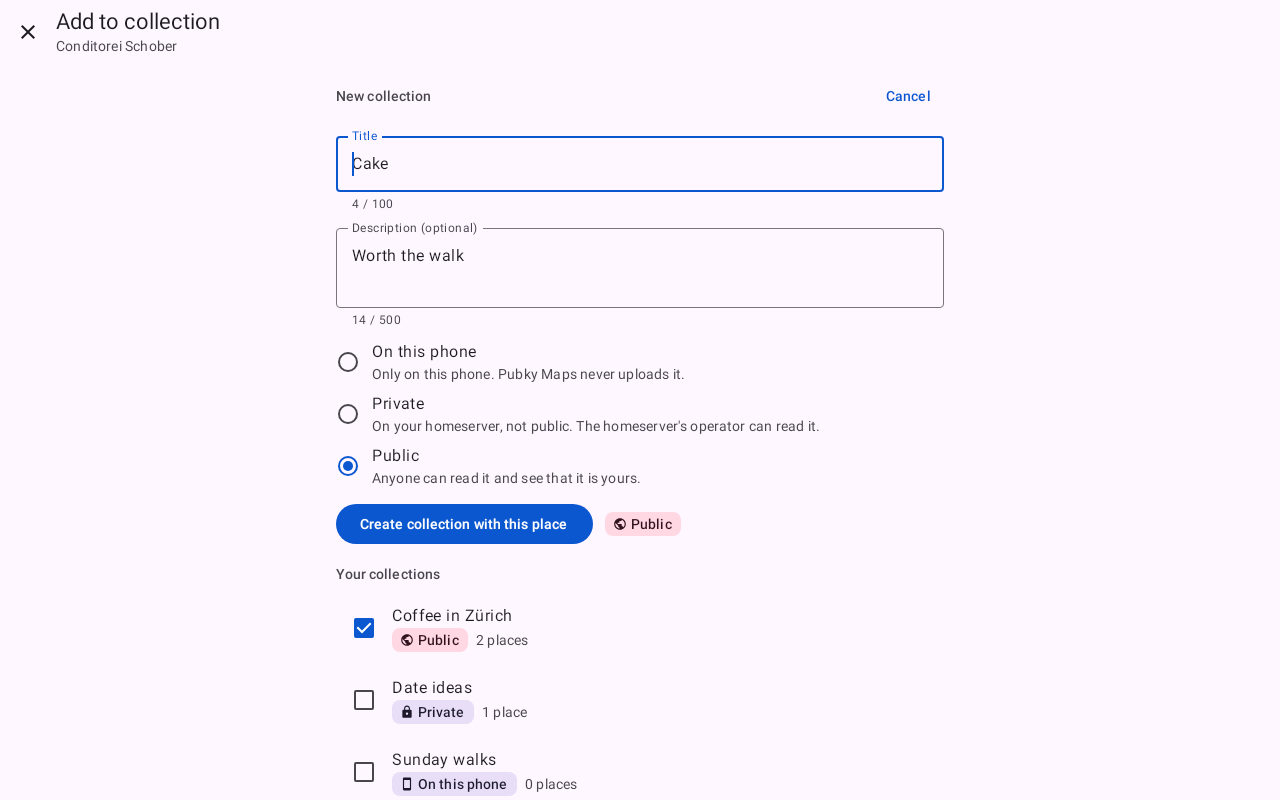 Add to collection
Conditorei Schober
New collection
Cancel
Title
Cake
4 / 100
Description (optional)
Worth the walk
14 / 500
On this phone
Only on this phone. Pubky Maps never uploads it.
Private
On your homeserver, not public. The homeserver's operator can read it.
Public
Anyone can read it and see that it is yours.
Create collection with this place
Public
Your collections
Coffee in Zürich
Public 2 places
Date ideas
Private 1 place
Sunday walks
On this phone 0 places